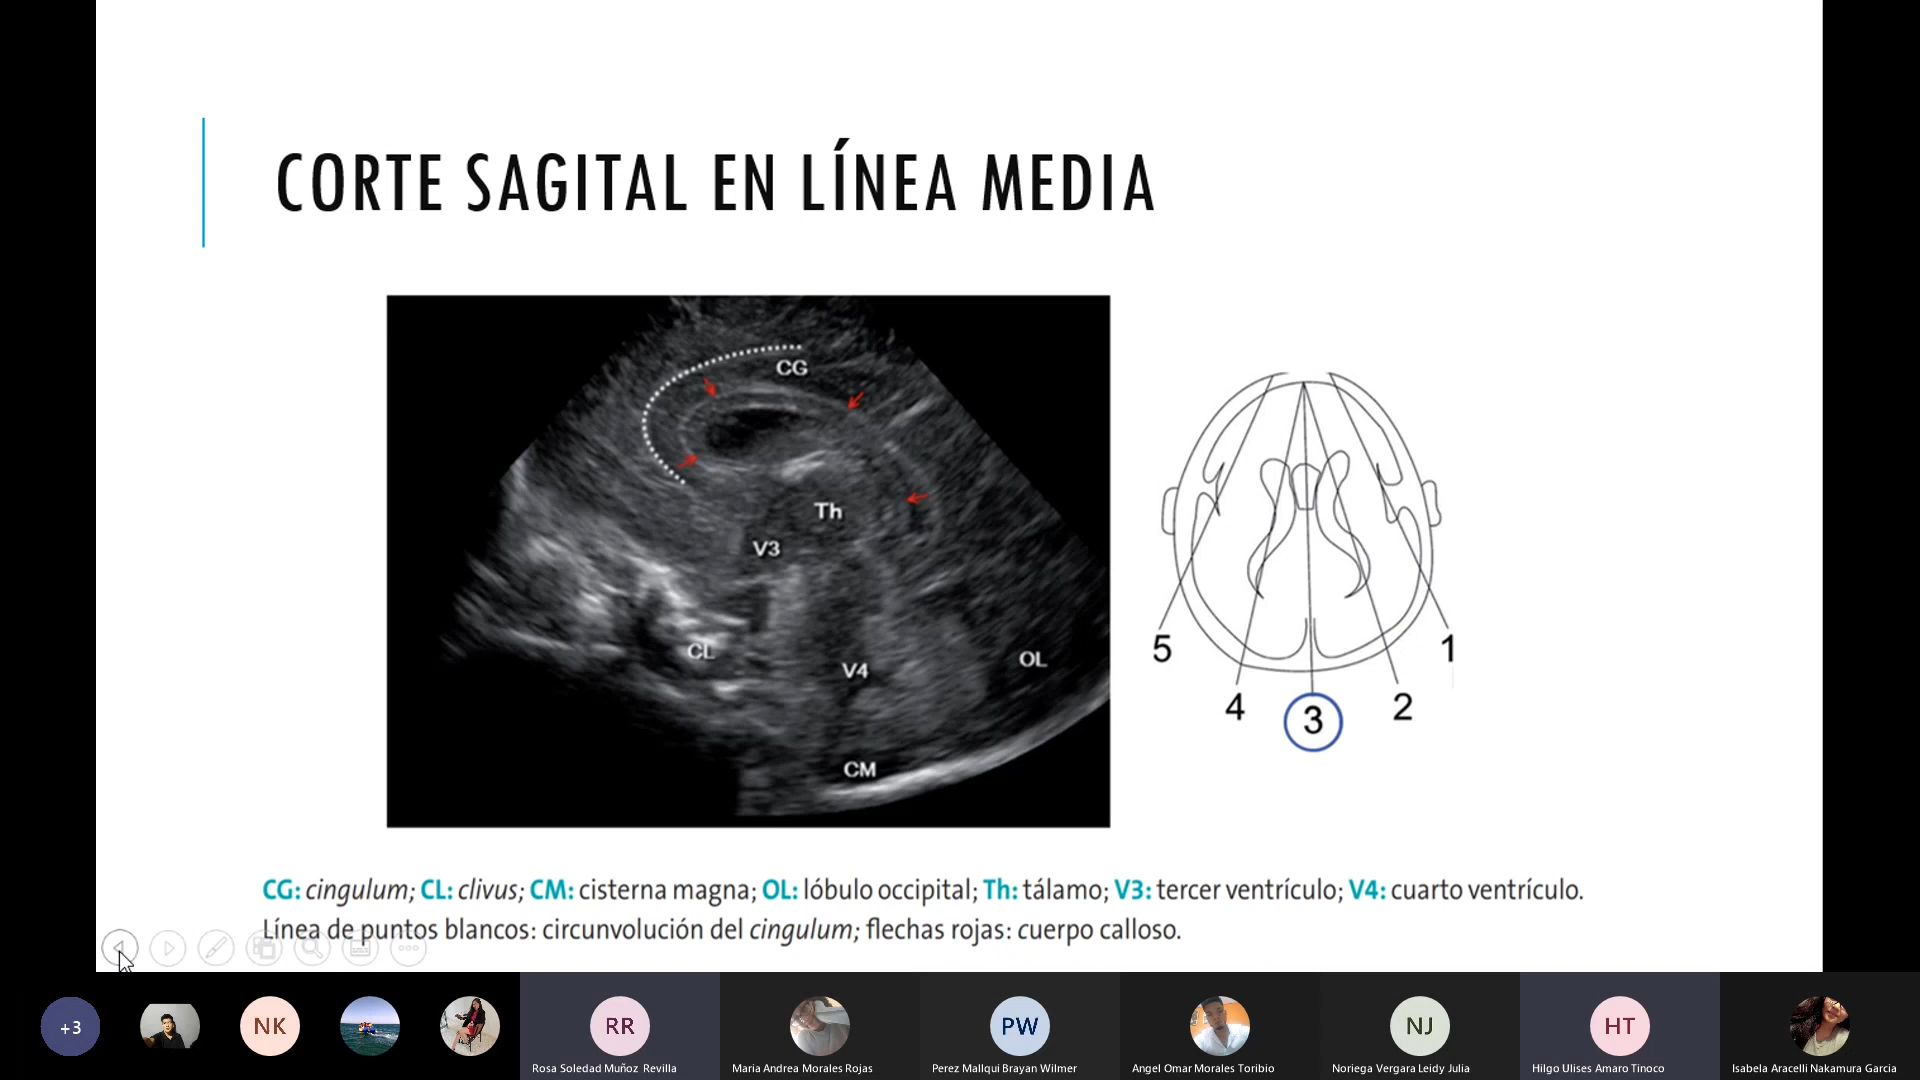 CORTE SAGITAL EN LÍNEA MEDIA
CG
Th
V3
CL
V4
OL
CM
5
1
4
2
3
CG: cingulum; CL: clivus; CM: cisterna magna; OL: lóbulo occipital; Th: tálamo; V3: tercer ventrículo; V4: cuarto ventrículo.
Línea de puntos blancos: circunvolución del cingulum; flechas rojas: cuerpo calloso.
+3
NK
RR
PW
NJ
HT
Rosa Soledad Muñoz Revilla
Maria Andrea Morales Rojas
Perez Mallqui Brayan Wilmer
Angel Omar Morales Toribio
Noriega Vergara Leidy Julia
Hilgo Ulises Amaro Tinoco
Isabela Aracelli Nakamura Garcia